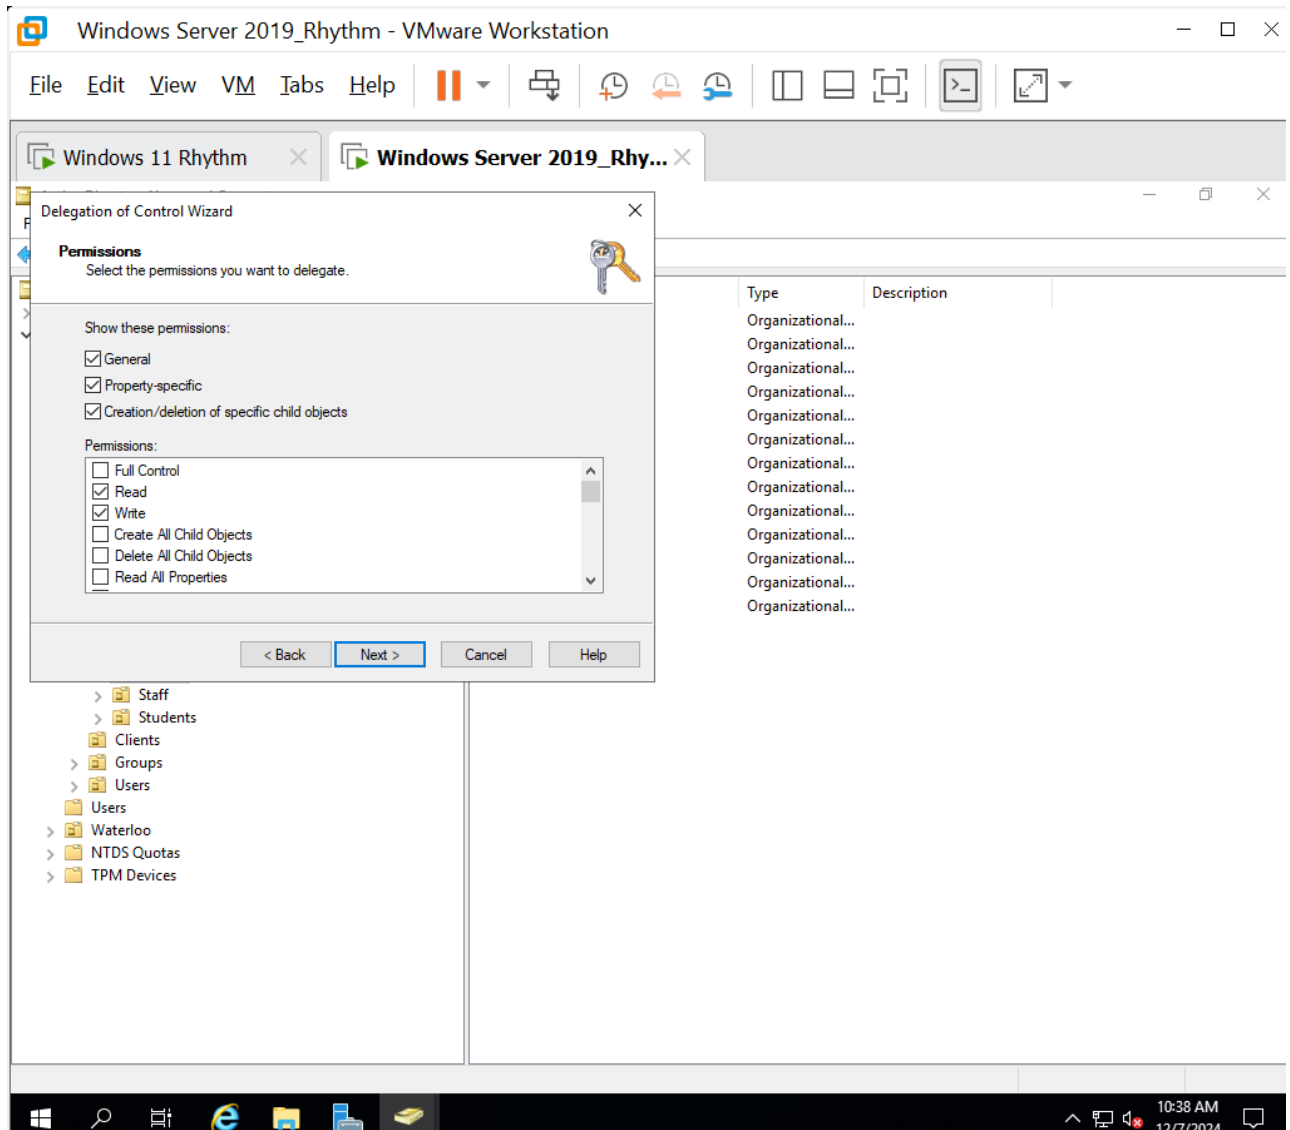 Windows Server 2019_Rhythm - VMware Workstation
File Edit View VM Tabs Help
Windows 11 Rhythm
Windows Server 2019_Rhy...
Delegation of Control Wizard
Permissions
Select the permissions you want to delegate.
Show these permissions:
General
Property-specific
Creation/deletion of specific child objects
Permissions:
Full Control
Read
Write
Create All Child Objects
Delete All Child Objects
Read All Properties
< Back Next > Cancel Help
Type Description
Organizational...
Organizational...
Organizational...
Organizational...
Organizational...
Organizational...
Organizational...
Organizational...
Organizational...
Organizational...
Organizational...
Organizational...
Organizational...
Staff
Students
Clients
Groups
Users
Users
Waterloo
NTDS Quotas
TPM Devices
10:38 AM
12/7/2024